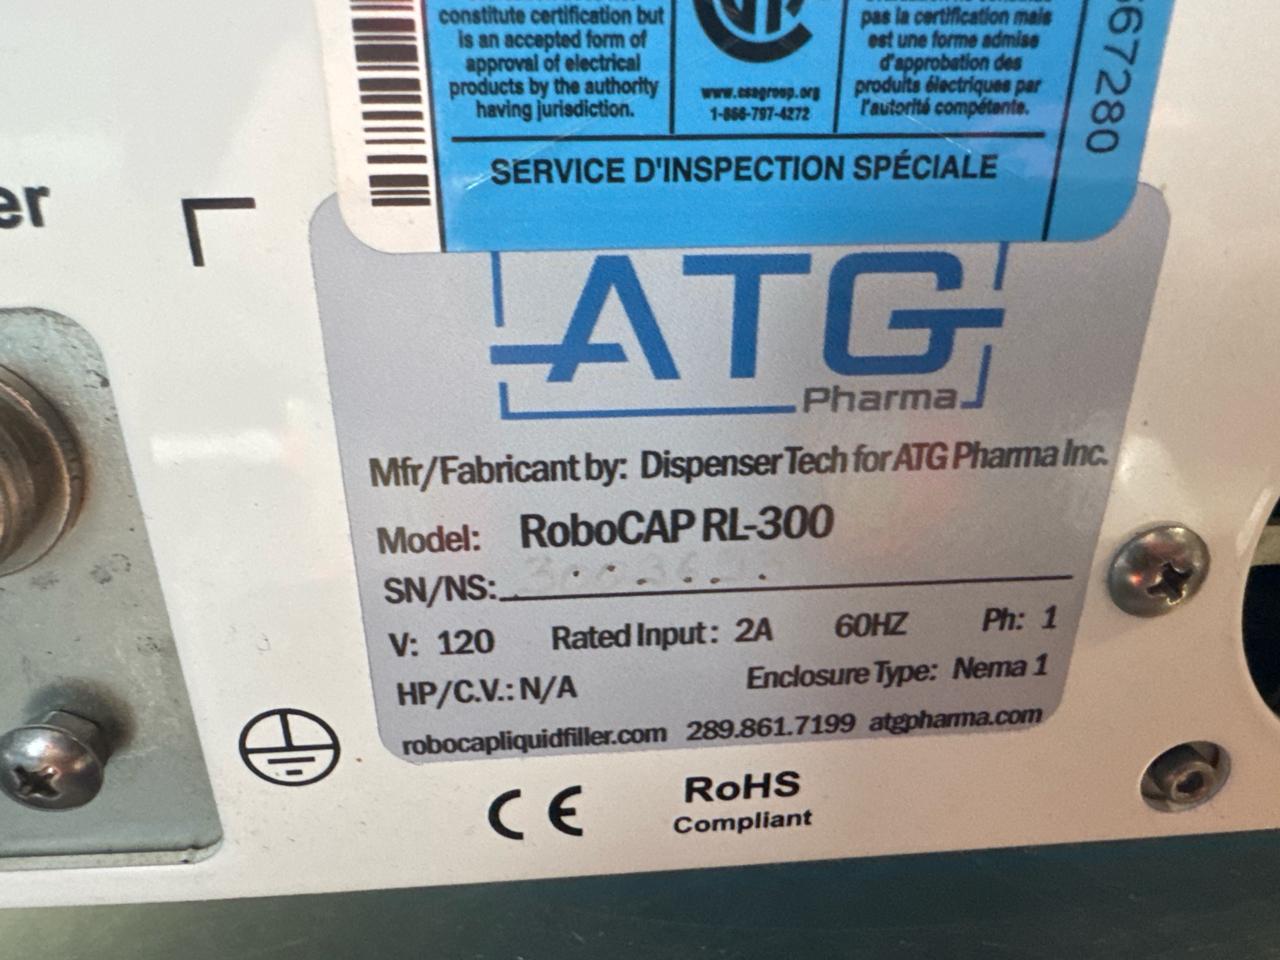 constitute certification but
is an accepted form of
approval of electrical
products by the authority
having jurisdiction.
www.csagroup.org
1-866-797-4272
pas la certification mais
est une forme admise
d'approbation des
produits électriques par
l'autorité compétente.
67280
SERVICE D'INSPECTION SPÉCIALE
er
ATG
Pharma
Mfr/Fabricant by: Dispenser Tech for ATG Pharma Inc.
Model: RoboCAP RL-300
SN/NS:
V: 120 Rated Input: 2A 60HZ Ph: 1
HP/C.V.: N/A Enclosure Type: Nema 1
robocapliquidfiller.com 289.861.7199 atgpharma.com
CE
RoHS
Compliant